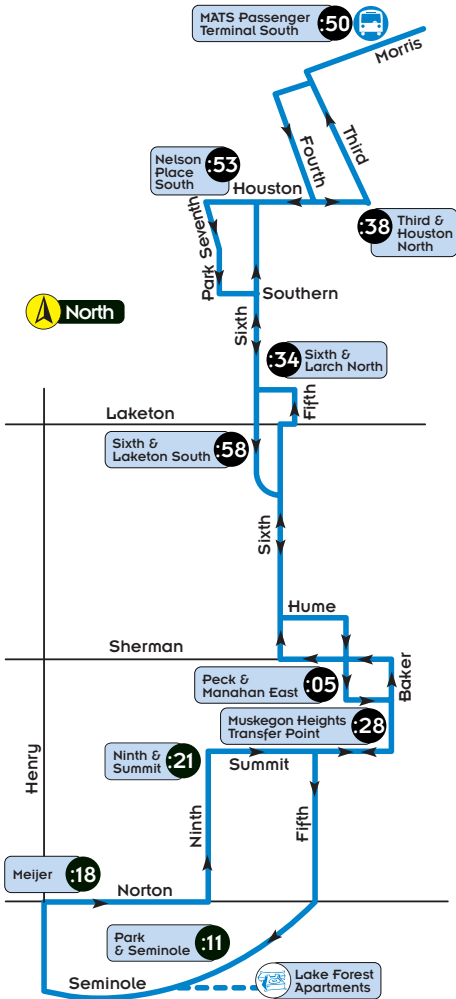 MATS Passenger
Terminal South
:50
Morris
Fourth
Third
Nelson
Place
South
:53
Houston
:38
Third &
Houston
North
Park
Seventh
Southern
North
Sixth
:34
Sixth &
Larch North
Fifth
Laketon
Sixth &
Laketon South
:58
Sixth
Hume
Sherman
Baker
Peck &
Manahan East
:05
Muskegon Heights
Transfer Point
:28
Ninth &
Summit
:21
Summit
Henry
Ninth
Fifth
Meijer
:18
Norton
Park
& Seminole
:11
Seminole
Lake Forest
Apartments